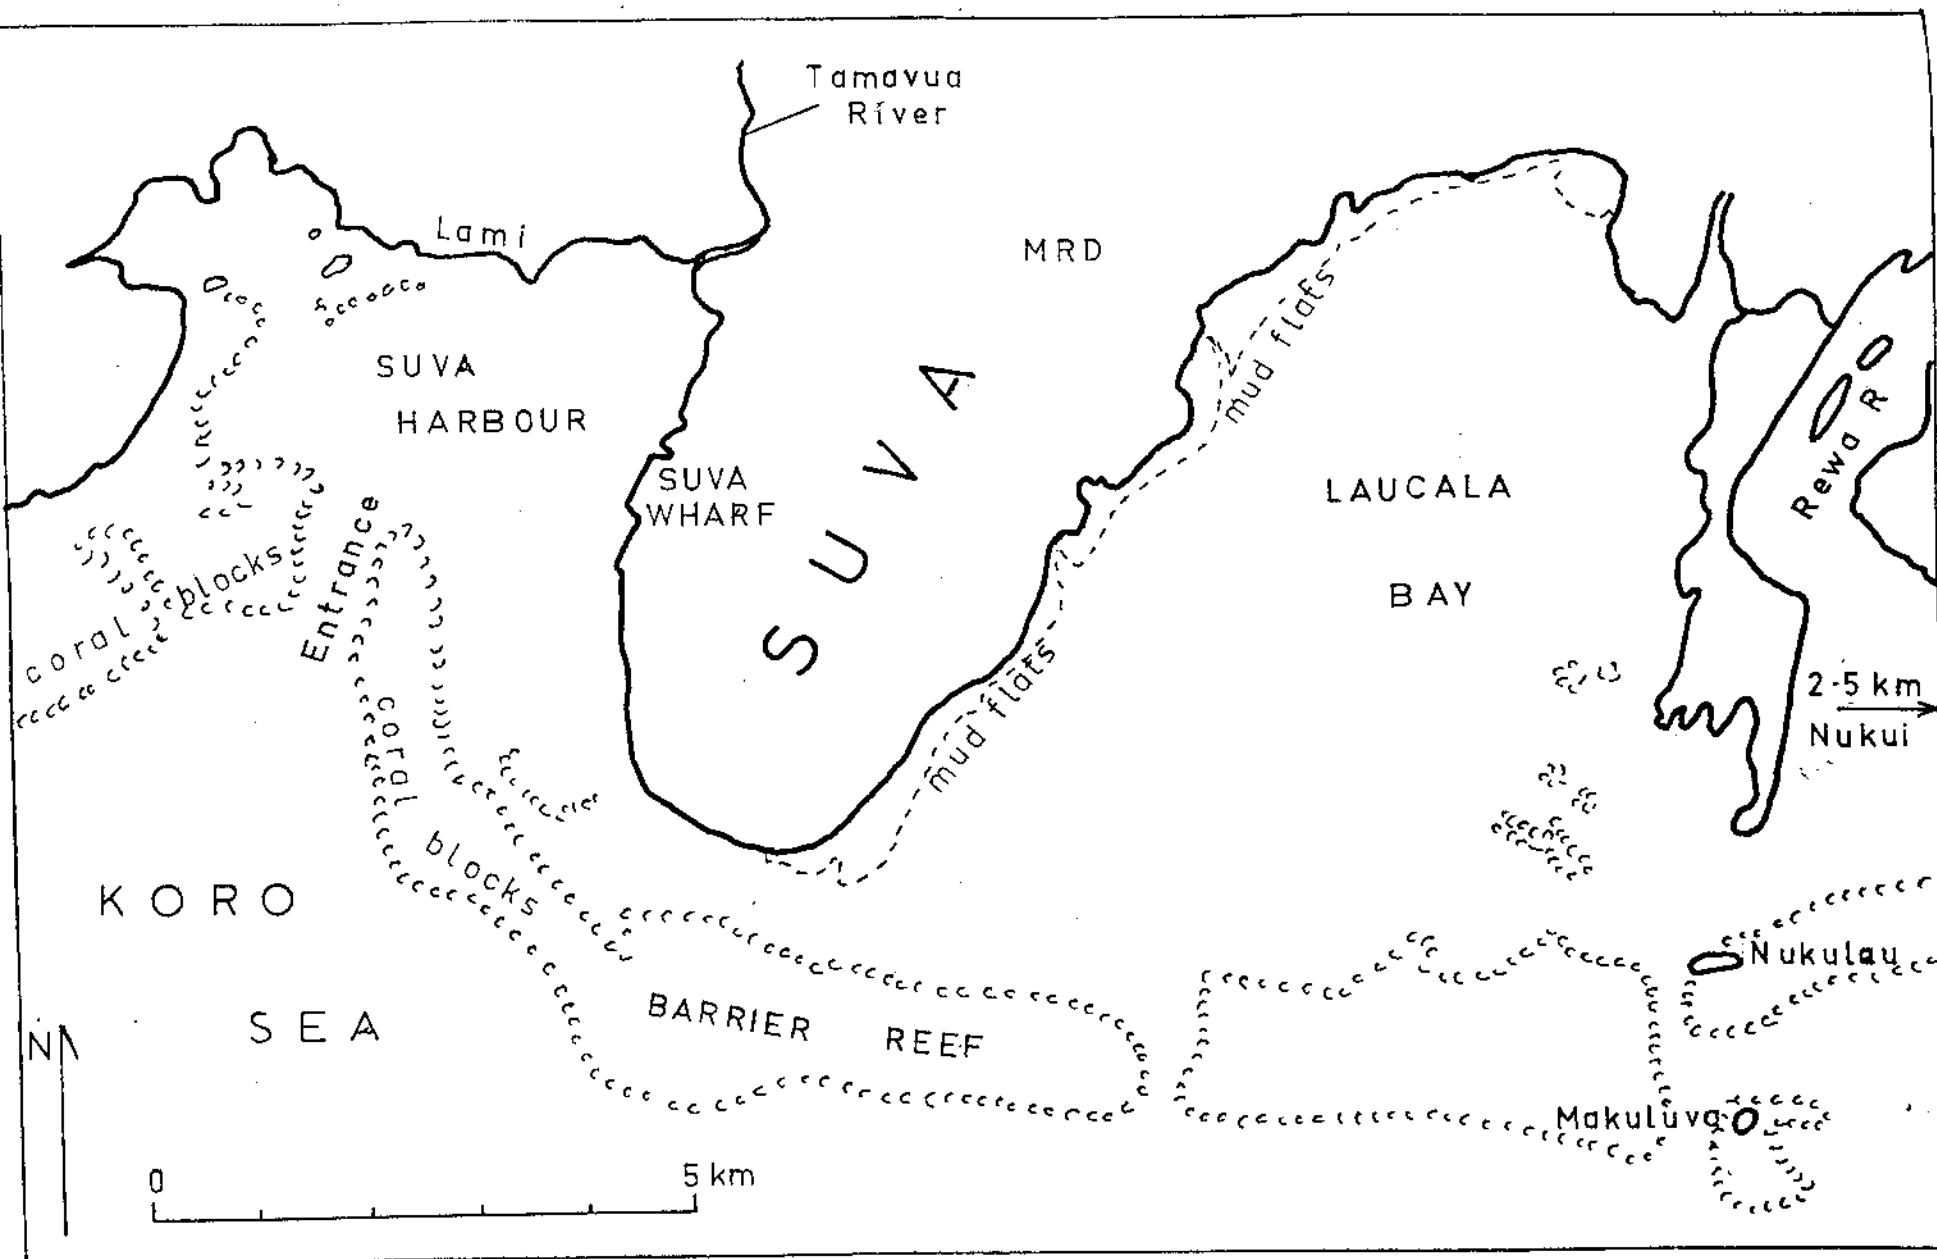 Tamavua
River
Lami
MRD
SUVA
HARBOUR
SUVA
WHARF
SUVA
mud flats
LAUCALA
BAY
Rewa R
Entrance
coral blocks
mud flats
2·5 km
Nukui
coral
blocks
KORO
SEA
BARRIER REEF
Nukulau
Makuluva
N
0 5 km